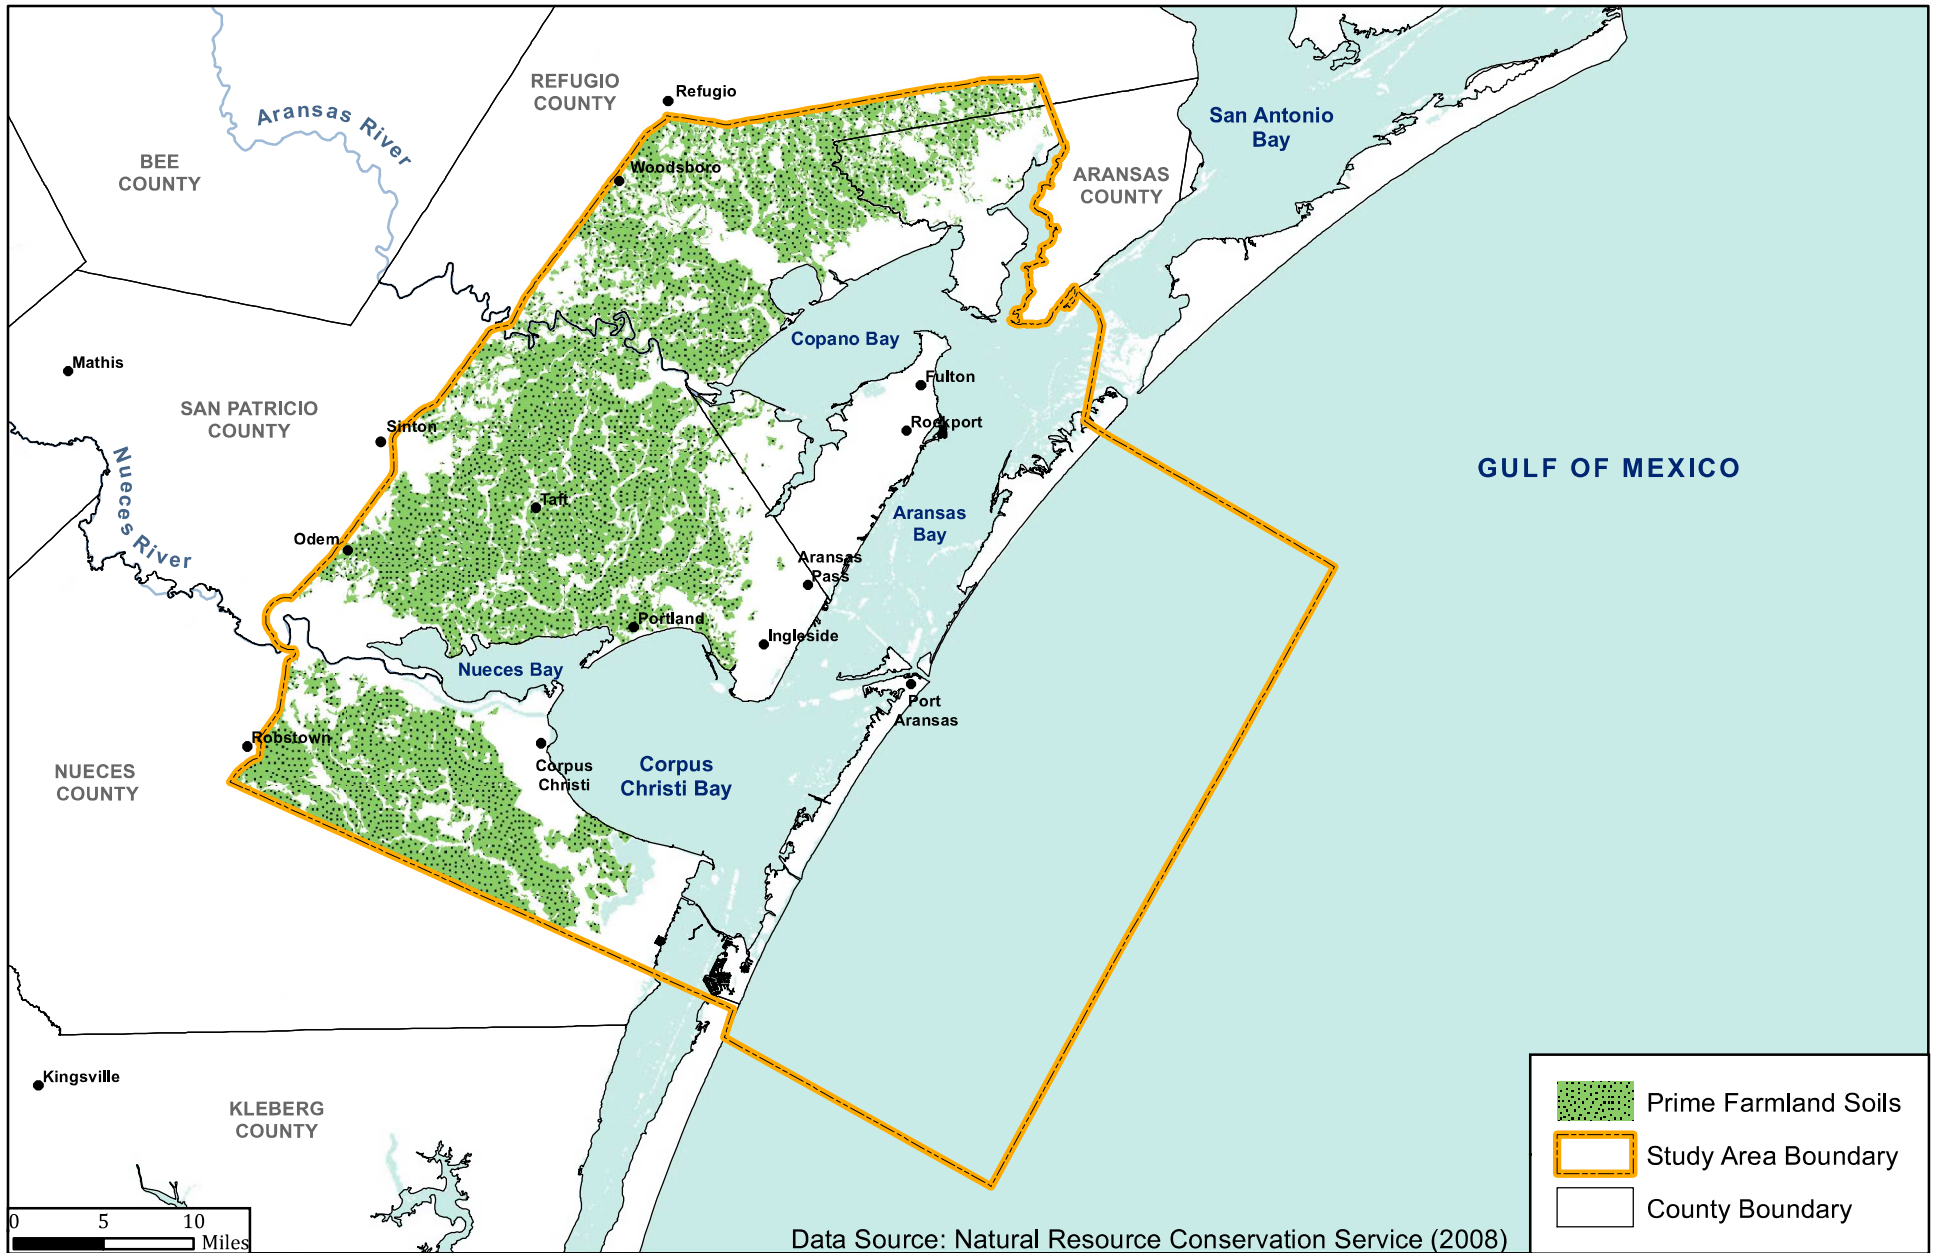 REFUGIO
COUNTY
Refugio
Aransas River
San Antonio
Bay
BEE
COUNTY
Woodsboro
ARANSAS
COUNTY
Copano Bay
Mathis
Fulton
SAN PATRICIO
COUNTY
Sinton
Rockport
Nueces River
GULF OF MEXICO
Taft
Aransas
Bay
Odem
Aransas
Pass
Portland
Ingleside
Nueces Bay
Port
Aransas
Robstown
Corpus
Christi
Corpus
Christi Bay
NUECES
COUNTY
Kingsville
KLEBERG
COUNTY
Prime Farmland Soils
Study Area Boundary
County Boundary
0 5 10
Miles
Data Source: Natural Resource Conservation Service (2008)